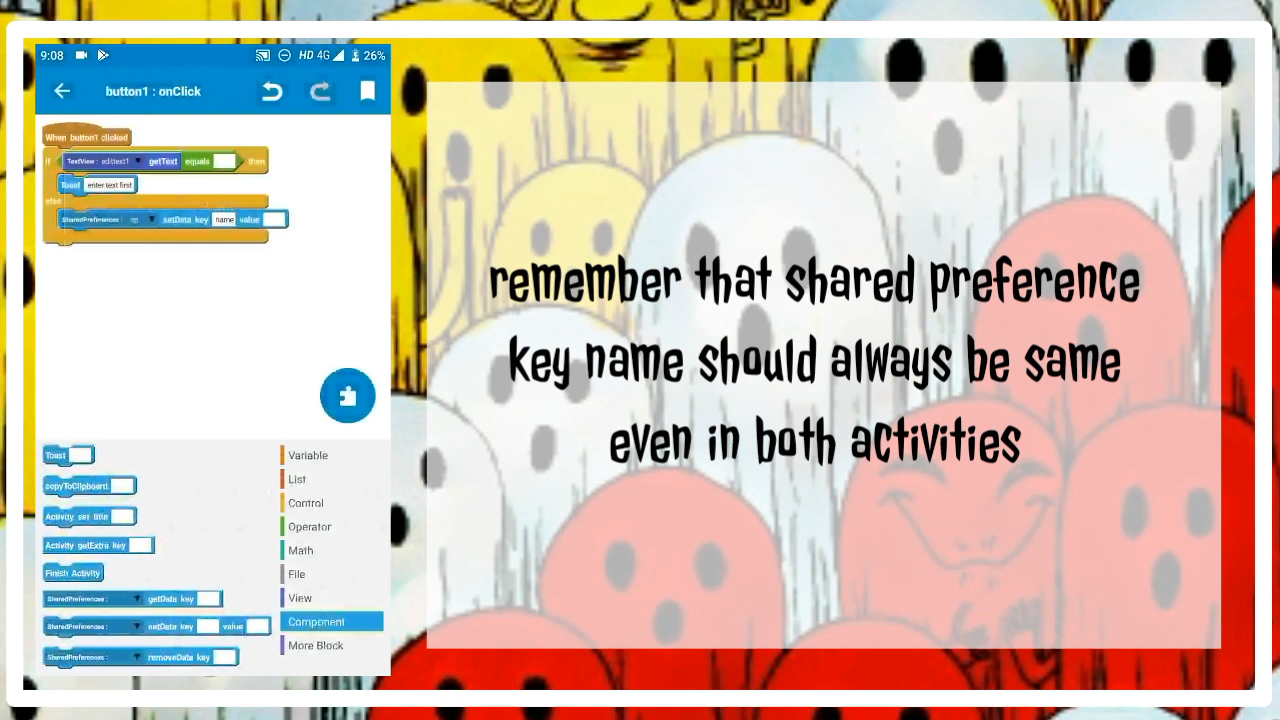 9:08 HD 4G 26%
button1 : onClick
When button1 clicked
If TextView : edittext1 getText equals then
Toast enter text first
else
SharedPreferences : sp setData key name value
Toast
copyToClipboard
Activity set title
Activity getExtra key
Finish Activity
SharedPreferences : getData key
SharedPreferences : setData key value
SharedPreferences : removeData key
Variable
List
Control
Operator
Math
File
View
Component
More Block
remember that shared preference
key name should always be same
even in both activities